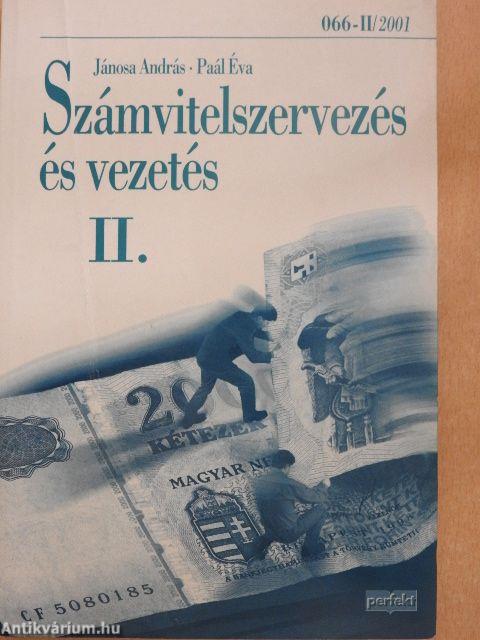 066-II/2001
Jánosa András · Paál Éva
Számvitelszervezés
és vezetés
II.
KETEZER
MAGYAR NE
CF 5080185
perfekt
Antikvárium.hu